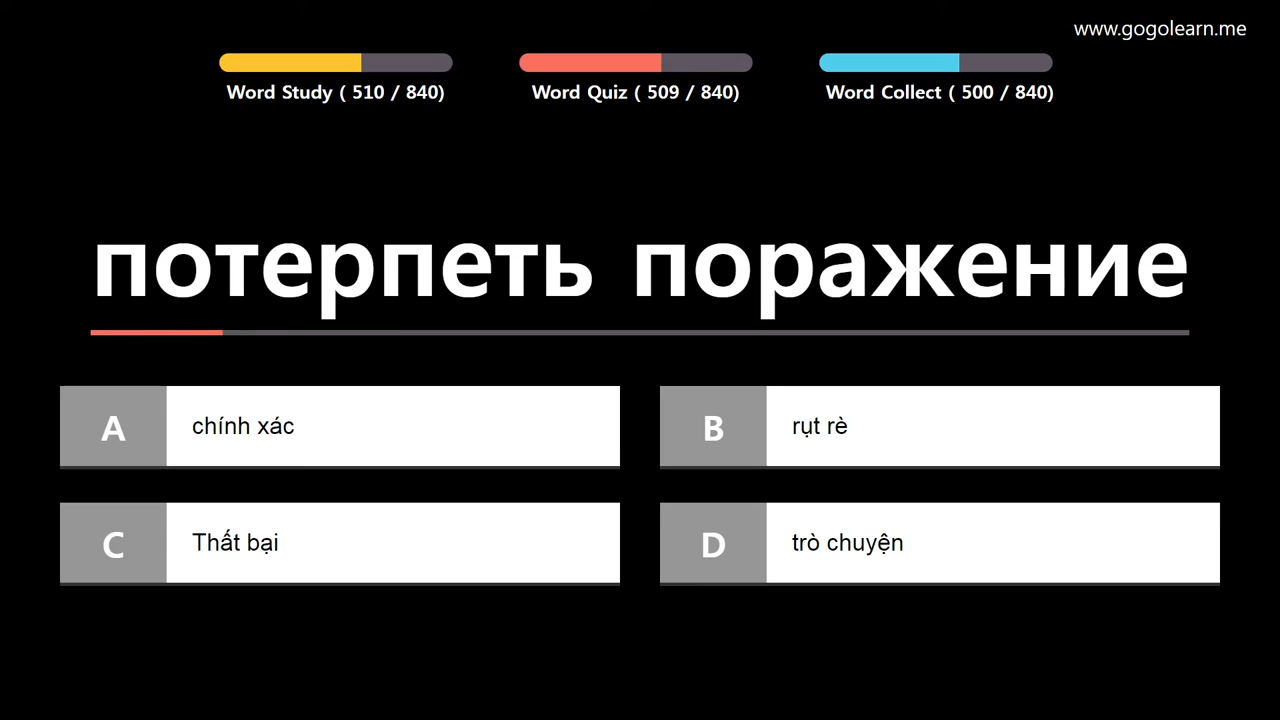 www.gogolearn.me
Word Study ( 510 / 840)
Word Quiz ( 509 / 840)
Word Collect ( 500 / 840)
потерпеть поражение
A chính xác
B rụt rè
C Thất bại
D trò chuyện